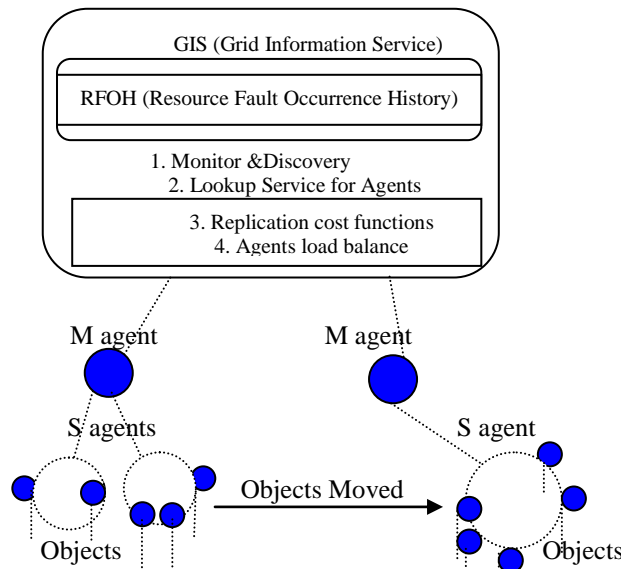 GIS (Grid Information Service)
RFOH (Resource Fault Occurrence History)
1. Monitor &Discovery
2. Lookup Service for Agents
3. Replication cost functions
4. Agents load balance
M agent
M agent
S agents
S agent
Objects Moved
Objects
Objects